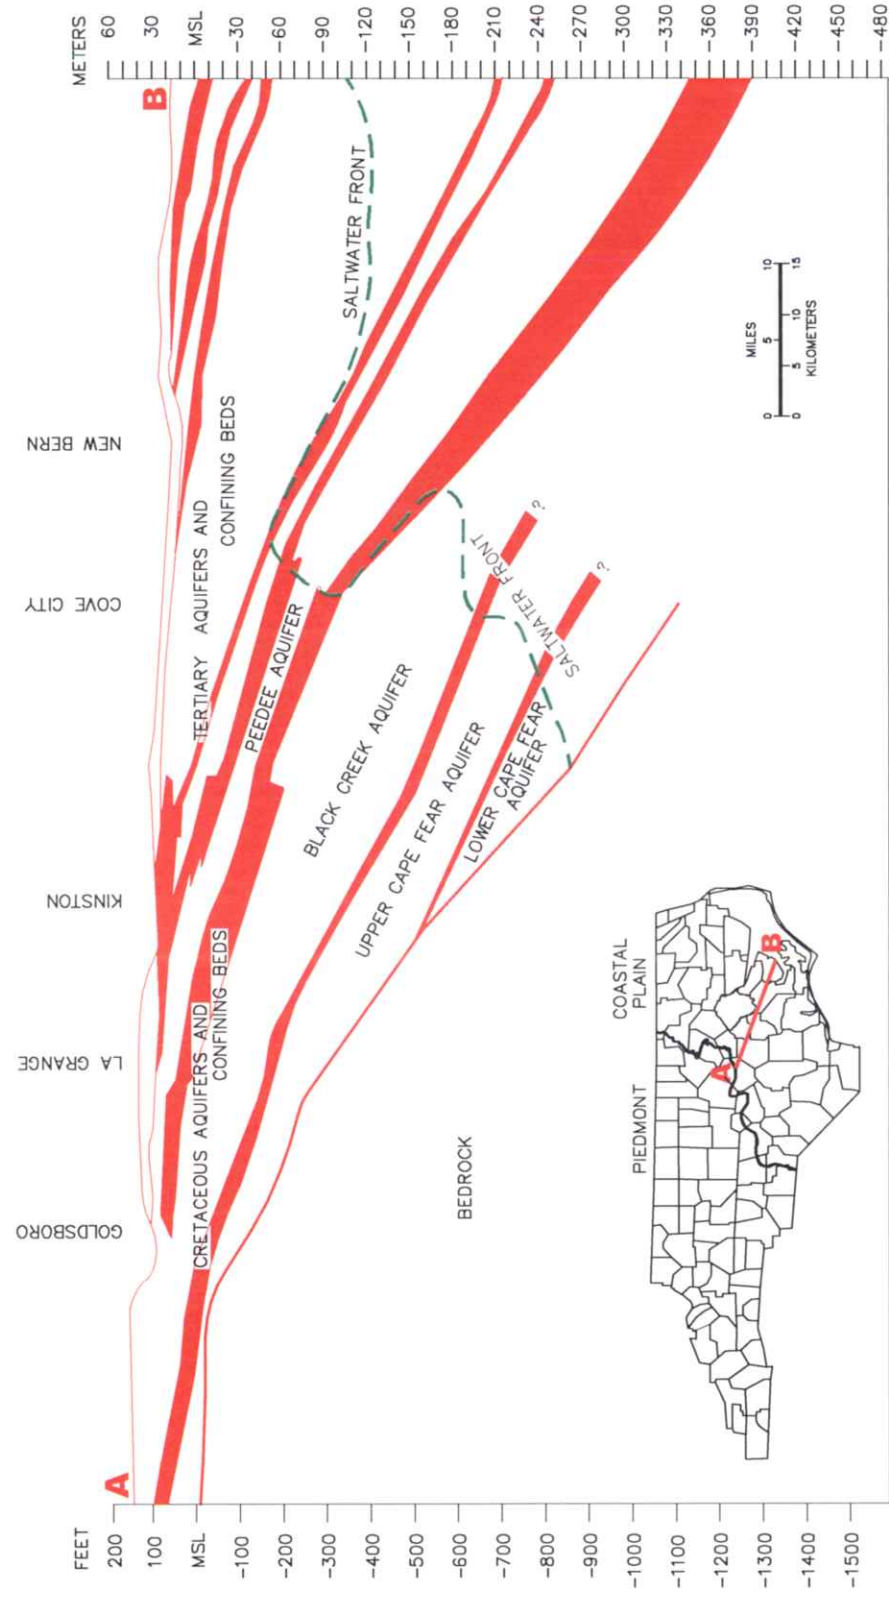 A
B
GOLDSBORO
LA GRANGE
KINSTON
COVE CITY
NEW BERN
FEET
200
100
MSL
-100
-200
-300
-400
-500
-600
-700
-800
-900
-1000
-1100
-1200
-1300
-1400
-1500
METERS
60
30
MSL
-30
-60
-90
-120
-150
-180
-210
-240
-270
-300
-330
-360
-390
-420
-450
-480
CRETACEOUS AQUIFERS AND
CONFINING BEDS
TERTIARY AQUIFERS AND
CONFINING BEDS
PEEDEE AQUIFER
BLACK CREEK AQUIFER
UPPER CAPE FEAR AQUIFER
LOWER CAPE FEAR
AQUIFER
SALTWATER FRONT
SALTWATER FRONT
?
?
BEDROCK
PIEDMONT
COASTAL
PLAIN
A
B
MILES
0 5 10
0 5 10 15
KILOMETERS